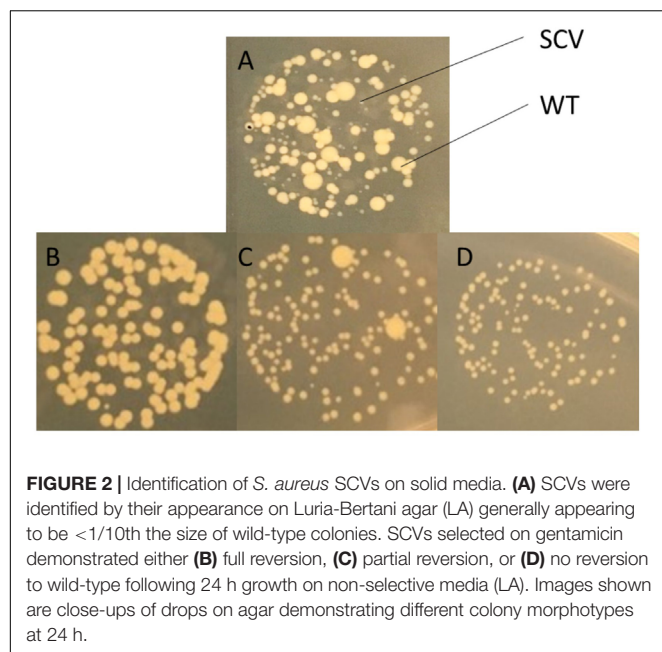 A
SCV
WT
B
C
D
FIGURE 2 | Identification of S. aureus SCVs on solid media. (A) SCVs were
identified by their appearance on Luria-Bertani agar (LA) generally appearing
to be <1/10th the size of wild-type colonies. SCVs selected on gentamicin
demonstrated either (B) full reversion, (C) partial reversion, or (D) no reversion
to wild-type following 24 h growth on non-selective media (LA). Images shown
are close-ups of drops on agar demonstrating different colony morphotypes
at 24 h.